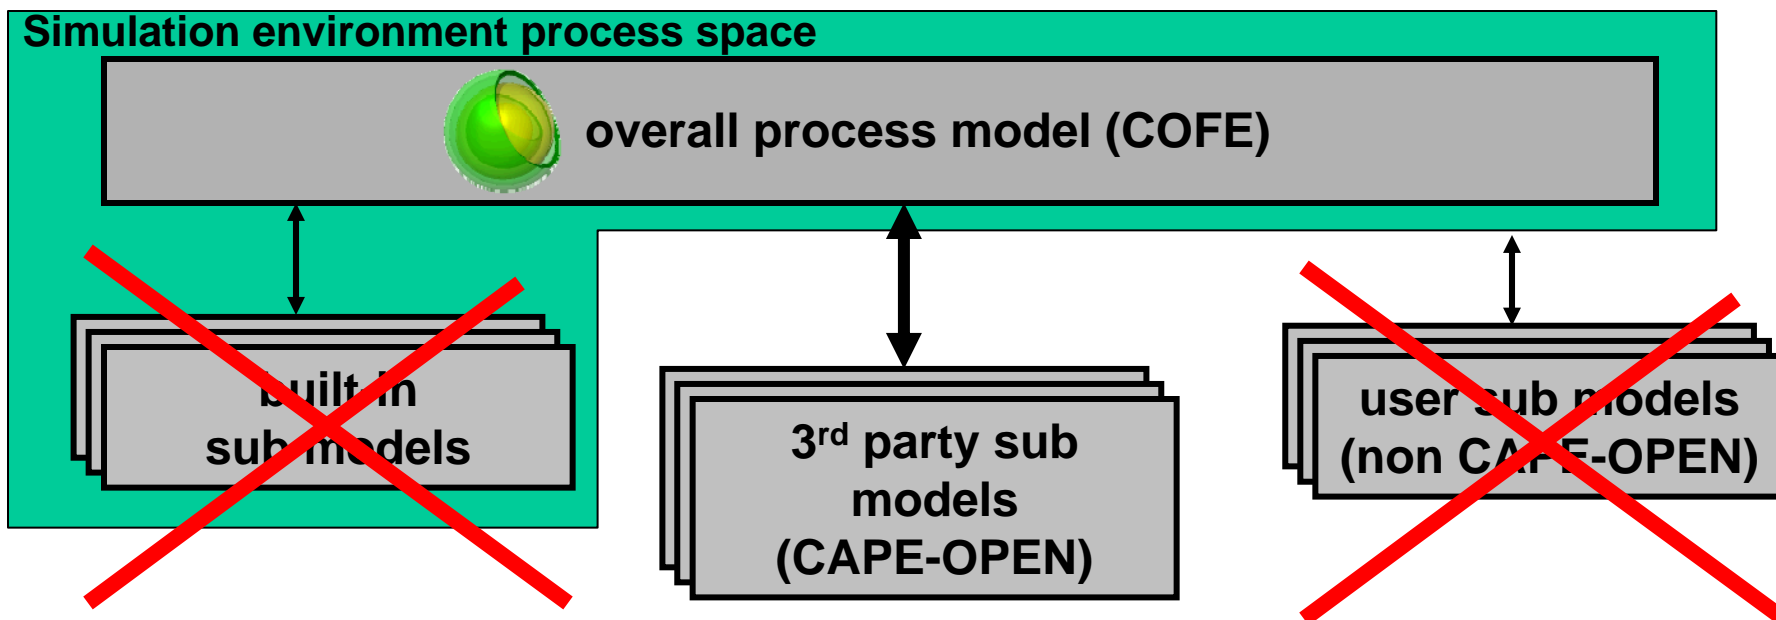 Simulation environment process space
overall process model (COFE)
built-in
sub models
3rd party sub
models
(CAPE-OPEN)
user sub models
(non CAPE-OPEN)